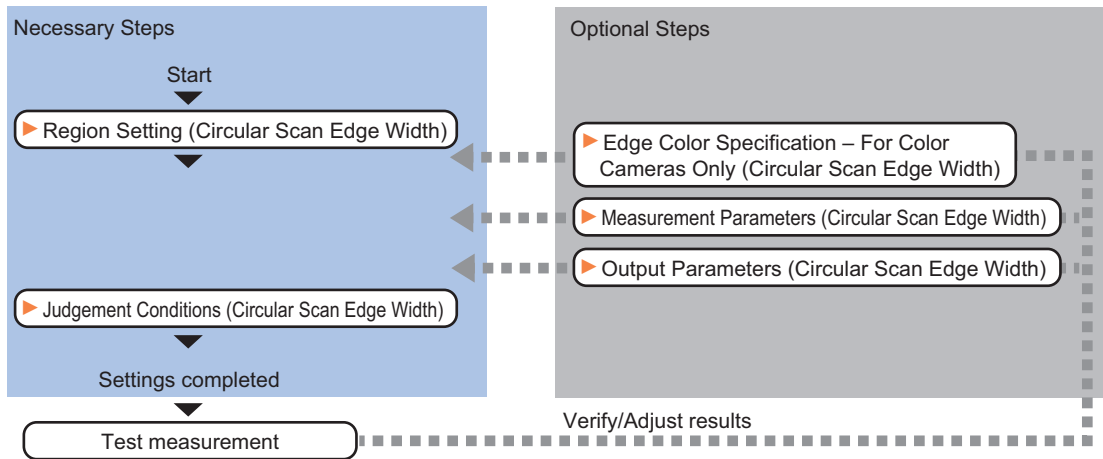 Necessary Steps
Start
Region Setting (Circular Scan Edge Width)
Judgement Conditions (Circular Scan Edge Width)
Settings completed
Test measurement
Optional Steps
Edge Color Specification – For Color
Cameras Only (Circular Scan Edge Width)
Measurement Parameters (Circular Scan Edge Width)
Output Parameters (Circular Scan Edge Width)
Verify/Adjust results